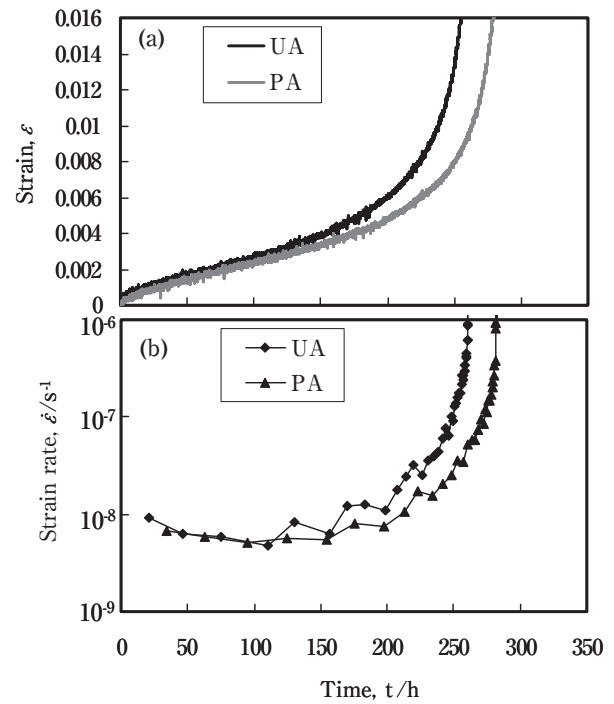 0.016
0.014
0.012
0.01
0.008
0.006
0.004
0.002
0
Strain, ε
(a)
UA
PA
10⁻⁶
10⁻⁷
10⁻⁸
10⁻⁹
Strain rate, ε̇/s⁻¹
(b)
UA
PA
0 50 100 150 200 250 300 350
Time, t/h